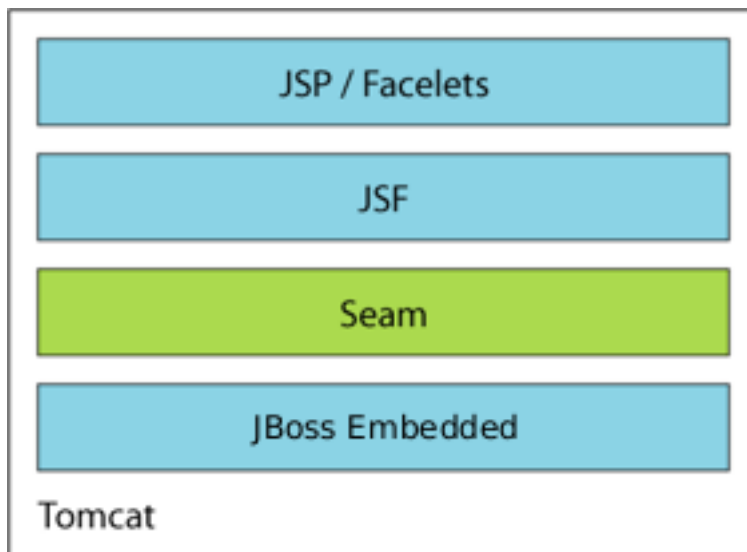 JSP / Facelets
JSF
Seam
JBoss Embedded
Tomcat